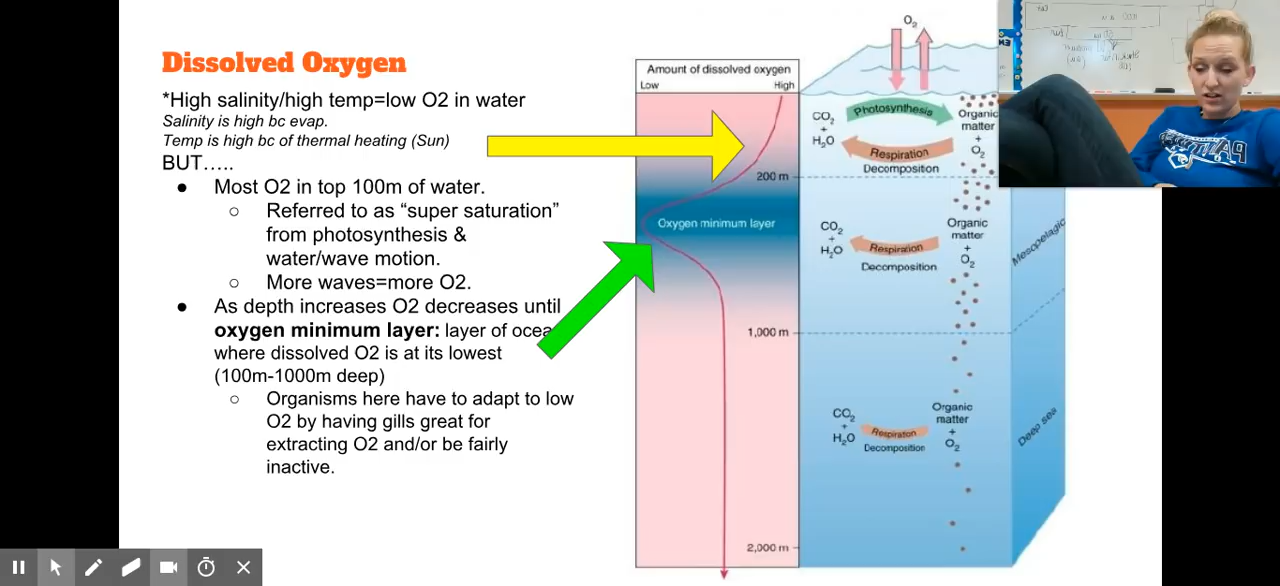 Dissolved Oxygen
*High salinity/high temp=low O2 in water
Salinity is high bc evap.
Temp is high bc of thermal heating (Sun)
BUT…..
● Most O2 in top 100m of water.
○ Referred to as “super saturation”
from photosynthesis &
water/wave motion.
○ More waves=more O2.
● As depth increases O2 decreases until
oxygen minimum layer: layer of ocea
where dissolved O2 is at its lowest
(100m-1000m deep)
○ Organisms here have to adapt to low
O2 by having gills great for
extracting O2 and/or be fairly
inactive.
Amount of dissolved oxygen
Low High
200 m
Oxygen minimum layer
1,000 m
2,000 m
O₂
CO₂
+
H₂O
Photosynthesis
Respiration
Decomposition
Organic
matter
+
O₂
CO₂
+
H₂O
Respiration
Decomposition
Organic
matter
+
O₂
Mesopelagic
CO₂
+
H₂O
Respiration
Decomposition
Organic
matter
+
O₂
Deep sea